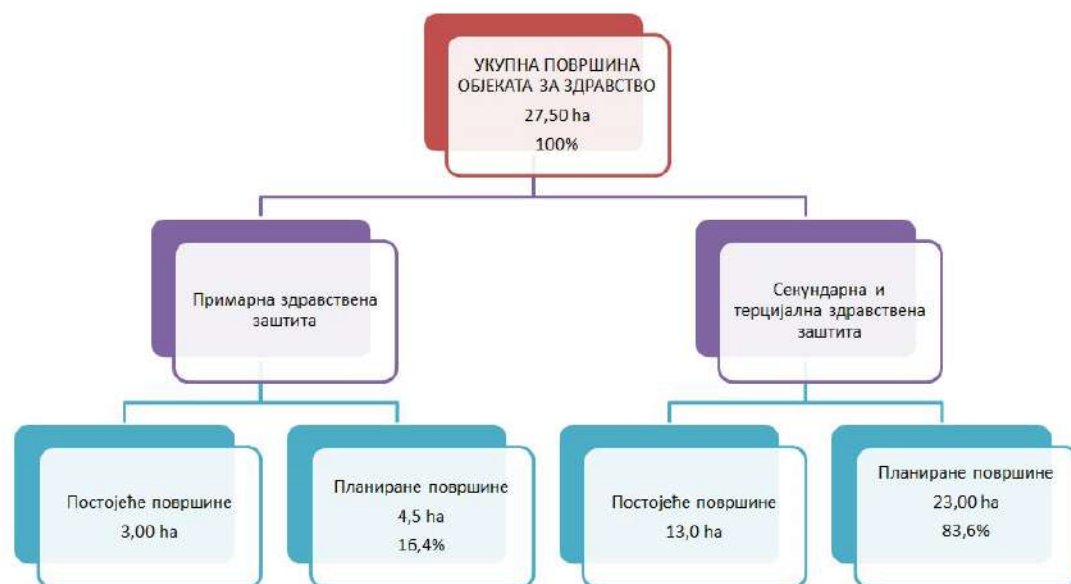 УКУПНА ПОВРШИНА
ОБЈЕКАТА ЗА ЗДРАВСТВО
27,50 ha
100%
Примарна здравствена
заштита
Секундарна и
терцијална здравствена
заштита
Постојеће површине
3,00 ha
Планиране површине
4,5 ha
16,4%
Постојеће површине
13,0 ha
Планиране површине
23,00 ha
83,6%